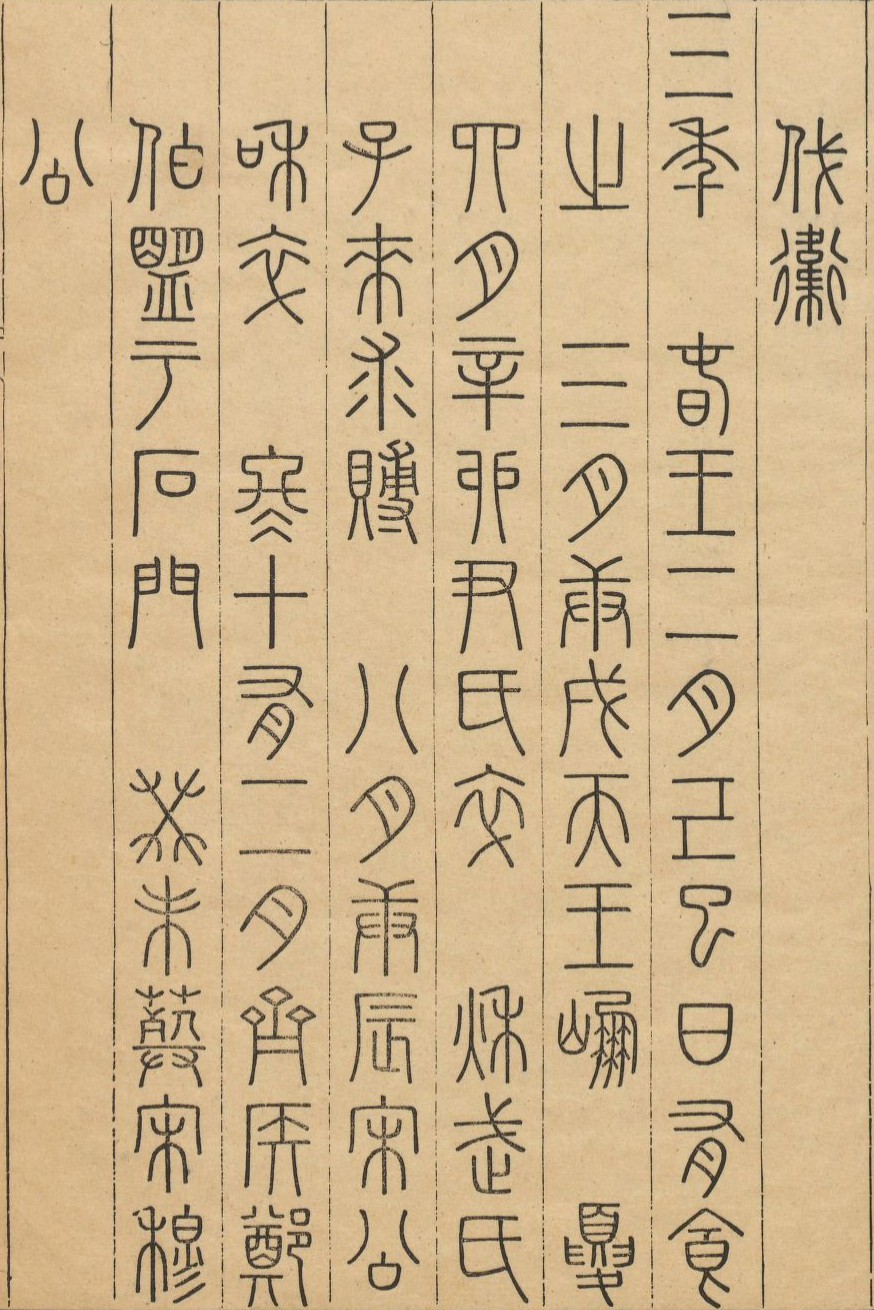 伐衛
三年 春王二月己巳日有食
之 三月庚戌天王崩 夏
四月辛卯尹氏卒 秋武氏
子來求賻 八月庚辰宋公
和卒 冬十有二月齊侯鄭
伯盟于石門 癸未葬宋穆
公